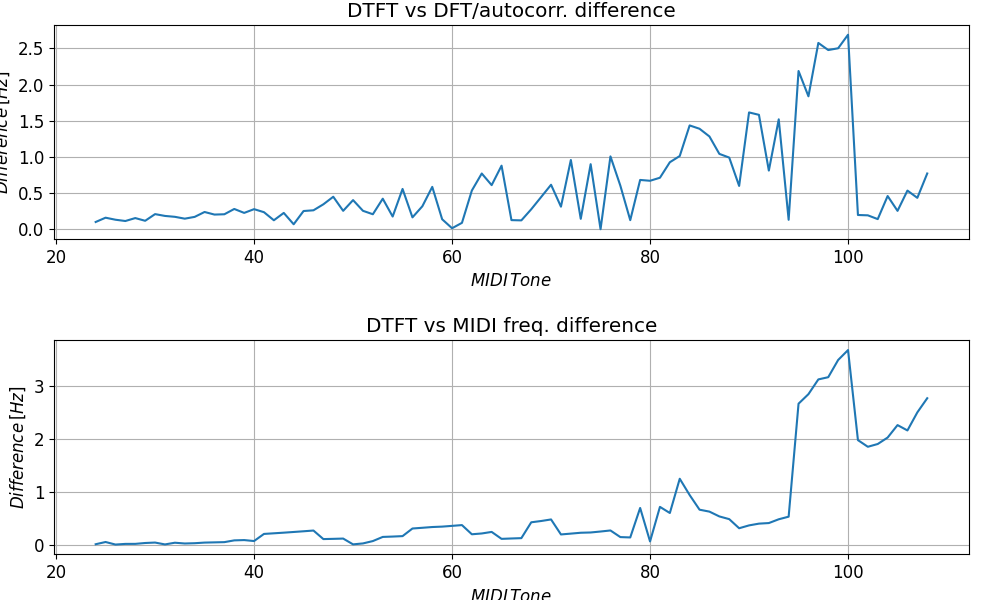 DTFT vs DFT/autocorr. difference
Difference [Hz]
2.5
2.0
1.5
1.0
0.5
0.0
20 40 60 80 100
MIDI Tone
DTFT vs MIDI freq. difference
Difference [Hz]
3
2
1
0
20 40 60 80 100
MIDI Tone